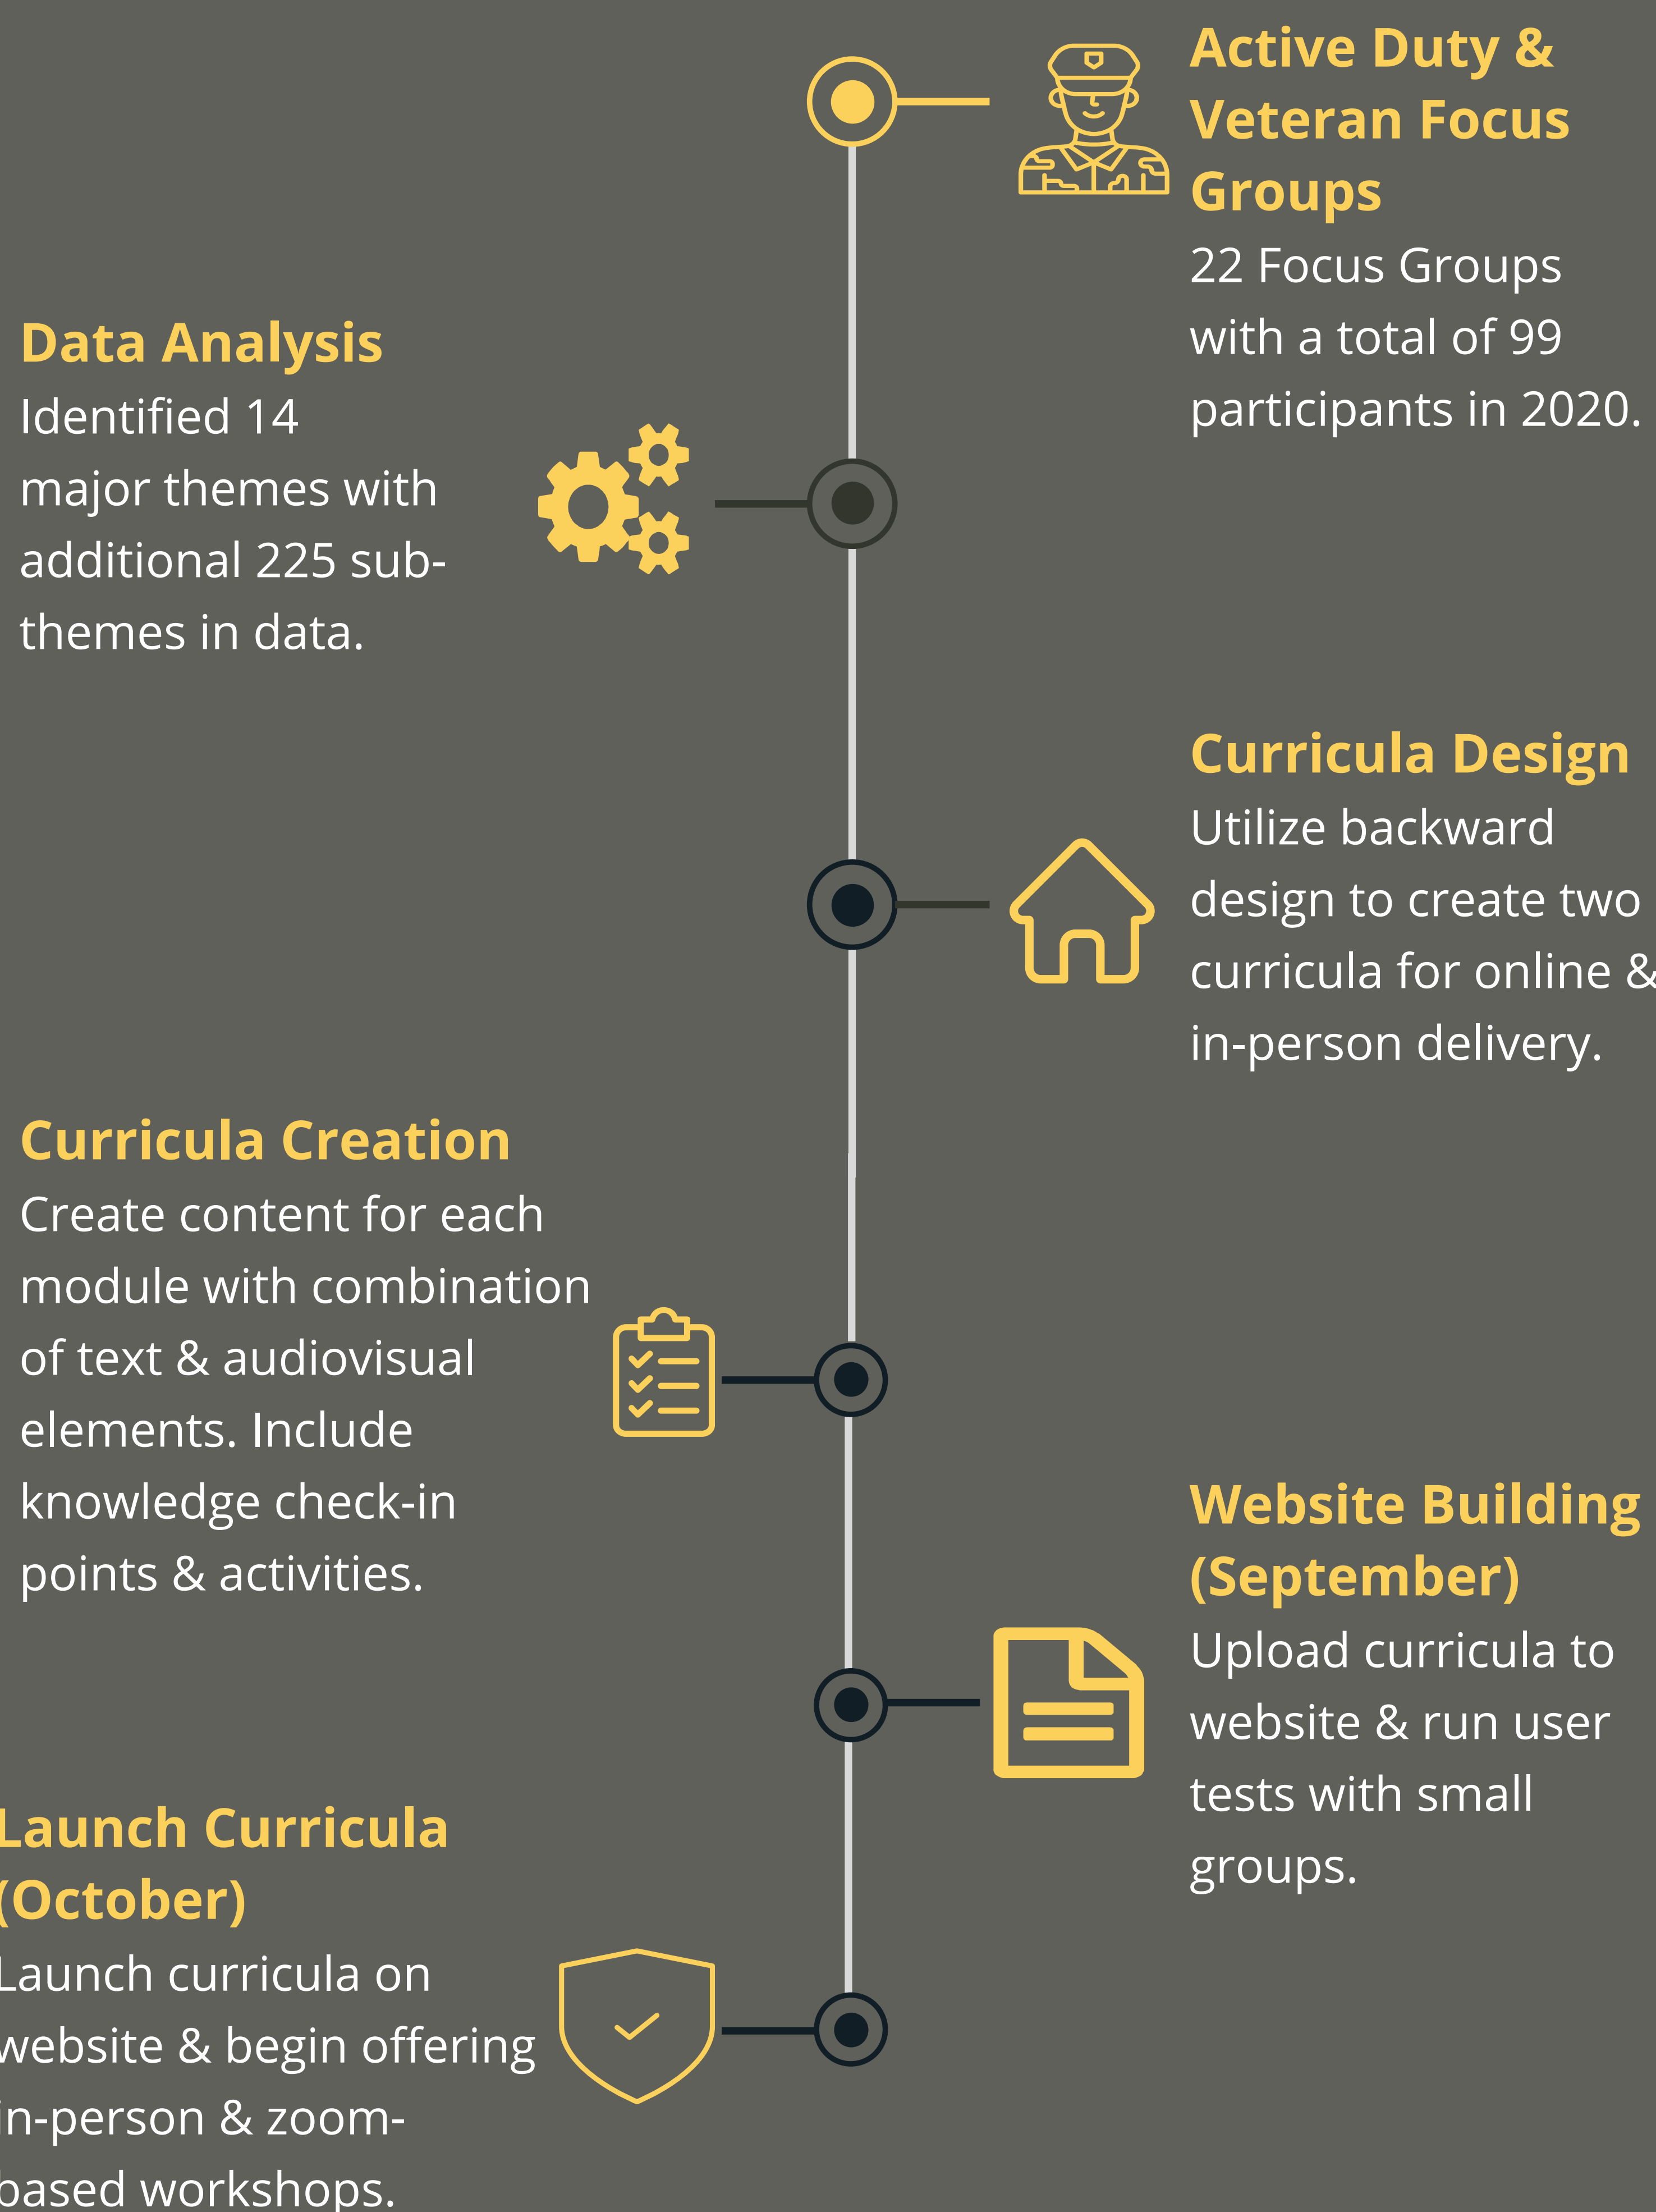 Active Duty &
Veteran Focus
Groups
22 Focus Groups
with a total of 99
participants in 2020.
Data Analysis
Identified 14
major themes with
additional 225 sub-
themes in data.
Curricula Design
Utilize backward
design to create two
curricula for online &
in-person delivery.
Curricula Creation
Create content for each
module with combination
of text & audiovisual
elements. Include
knowledge check-in
points & activities.
Website Building
(September)
Upload curricula to
website & run user
tests with small
groups.
Launch Curricula
(October)
Launch curricula on
website & begin offering
in-person & zoom-
based workshops.